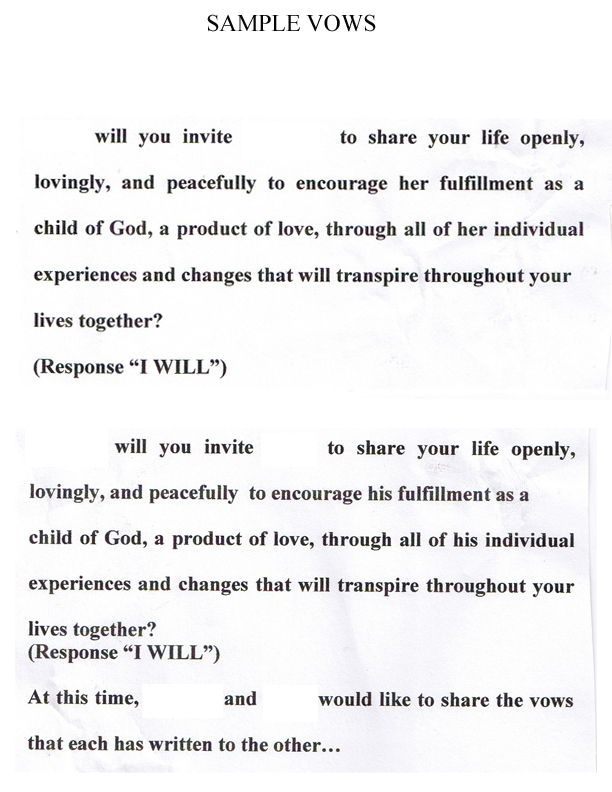 SAMPLE VOWS
will you invite to share your life openly,
lovingly, and peacefully to encourage her fulfillment as a
child of God, a product of love, through all of her individual
experiences and changes that will transpire throughout your
lives together?
(Response “I WILL”)
will you invite to share your life openly,
lovingly, and peacefully to encourage his fulfillment as a
child of God, a product of love, through all of his individual
experiences and changes that will transpire throughout your
lives together?
(Response “I WILL”)
At this time, and would like to share the vows
that each has written to the other…